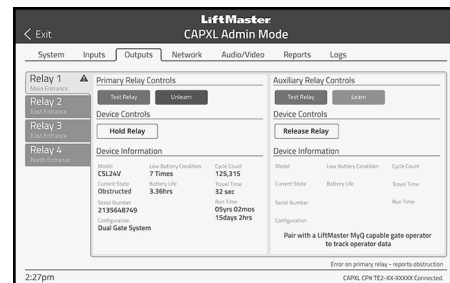 LiftMaster
< Exit
CAPXL Admin Mode
System Inputs Outputs Network Audio/Video Reports Logs
Relay 1
Main Entrance
Relay 2
East Entrance
Relay 3
East Entrance
Relay 4
North Entrance
Primary Relay Controls
Test Relay Unlearn
Device Controls
Hold Relay
Device Information
Model Low Battery Condition Cycle Count
CSL24V 7 Times 125,315
Current State Battery Life Travel Time
Obstructed 3.36hrs 32 sec
Serial Number Run Time
2135648749 05yrs 02mos
15days 2hrs
Configuration
Dual Gate System
Auxiliary Relay Controls
Test Relay Learn
Device Controls
Release Relay
Device Information
Model Low Battery Condition Cycle Count
Current State Battery Life Travel Time
Serial Number Run Time
Configuration
Pair with a LiftMaster MyQ capable gate operator
to track operator data
Error on primary relay - reports obstruction
2:27pm
CAPXL CP# TE2-XX-XXXXX Connected.